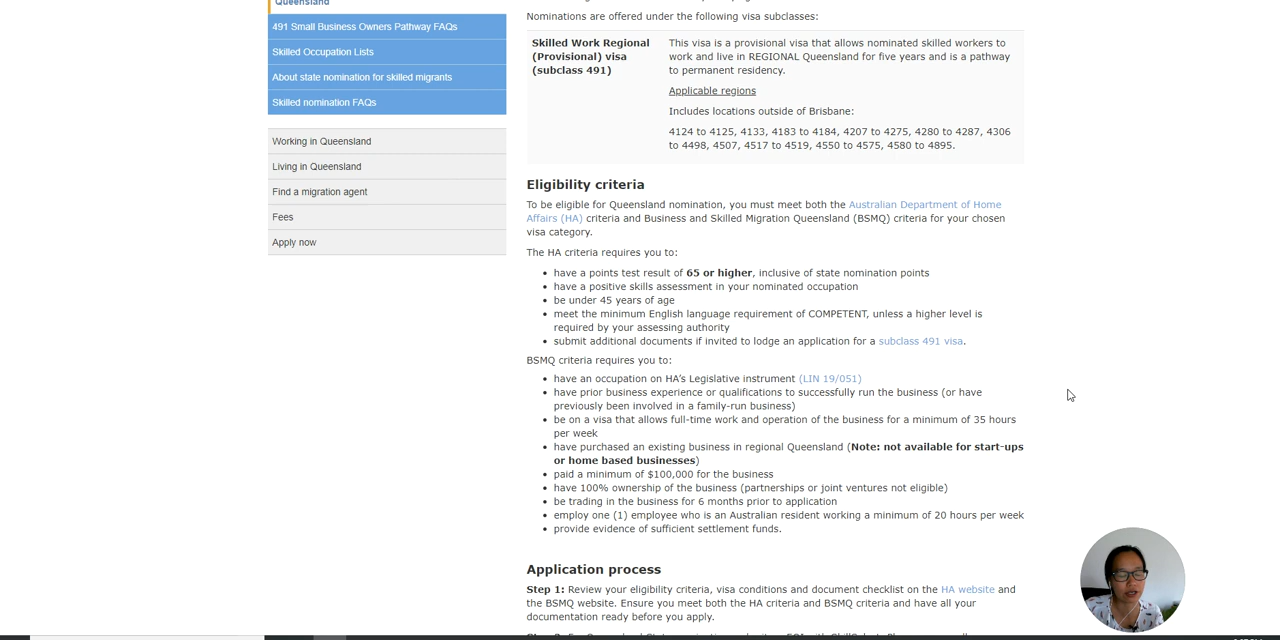 Queensland
491 Small Business Owners Pathway FAQs
Skilled Occupation Lists
About state nomination for skilled migrants
Skilled nomination FAQs
Working in Queensland
Living in Queensland
Find a migration agent
Fees
Apply now
Nominations are offered under the following visa subclasses:
Skilled Work Regional
(Provisional) visa
(subclass 491)
This visa is a provisional visa that allows nominated skilled workers to
work and live in REGIONAL Queensland for five years and is a pathway
to permanent residency.
Applicable regions
Includes locations outside of Brisbane:
4124 to 4125, 4133, 4183 to 4184, 4207 to 4275, 4280 to 4287, 4306
to 4498, 4507, 4517 to 4519, 4550 to 4575, 4580 to 4895.
Eligibility criteria
To be eligible for Queensland nomination, you must meet both the Australian Department of Home
Affairs (HA) criteria and Business and Skilled Migration Queensland (BSMQ) criteria for your chosen
visa category.
The HA criteria requires you to:
• have a points test result of 65 or higher, inclusive of state nomination points
• have a positive skills assessment in your nominated occupation
• be under 45 years of age
• meet the minimum English language requirement of COMPETENT, unless a higher level is
required by your assessing authority
• submit additional documents if invited to lodge an application for a subclass 491 visa.
BSMQ criteria requires you to:
• have an occupation on HA's Legislative instrument (LIN 19/051)
• have prior business experience or qualifications to successfully run the business (or have
previously been involved in a family-run business)
• be on a visa that allows full-time work and operation of the business for a minimum of 35 hours
per week
• have purchased an existing business in regional Queensland (Note: not available for start-ups
or home based businesses)
• paid a minimum of $100,000 for the business
• have 100% ownership of the business (partnerships or joint ventures not eligible)
• be trading in the business for 6 months prior to application
• employ one (1) employee who is an Australian resident working a minimum of 20 hours per week
• provide evidence of sufficient settlement funds.
Application process
Step 1: Review your eligibility criteria, visa conditions and document checklist on the HA website and
the BSMQ website. Ensure you meet both the HA criteria and BSMQ criteria and have all your
documentation ready before you apply.